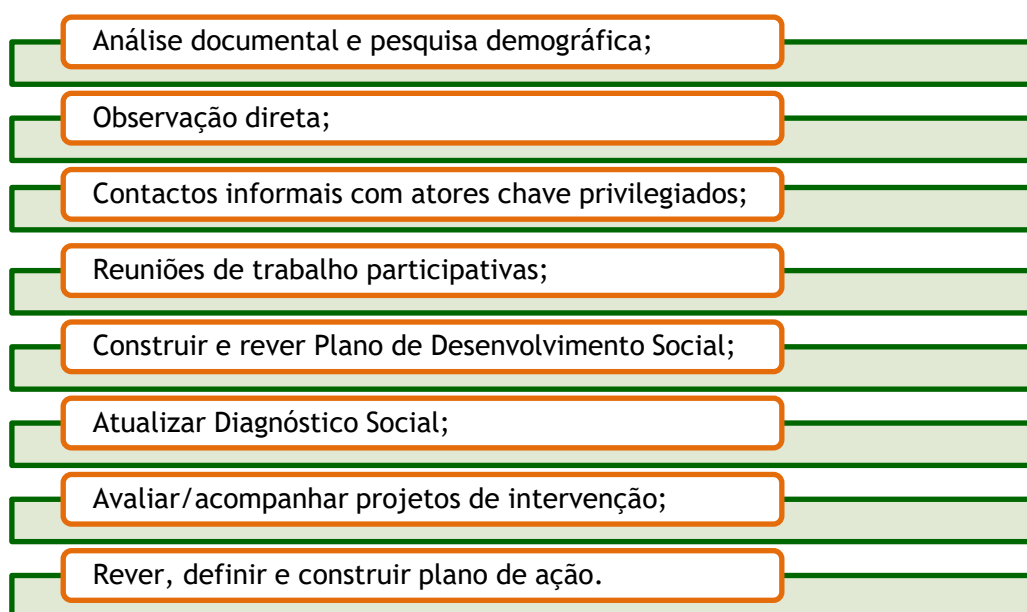 Análise documental e pesquisa demográfica;
Observação direta;
Contactos informais com atores chave privilegiados;
Reuniões de trabalho participativas;
Construir e rever Plano de Desenvolvimento Social;
Atualizar Diagnóstico Social;
Avaliar/acompanhar projetos de intervenção;
Rever, definir e construir plano de ação.